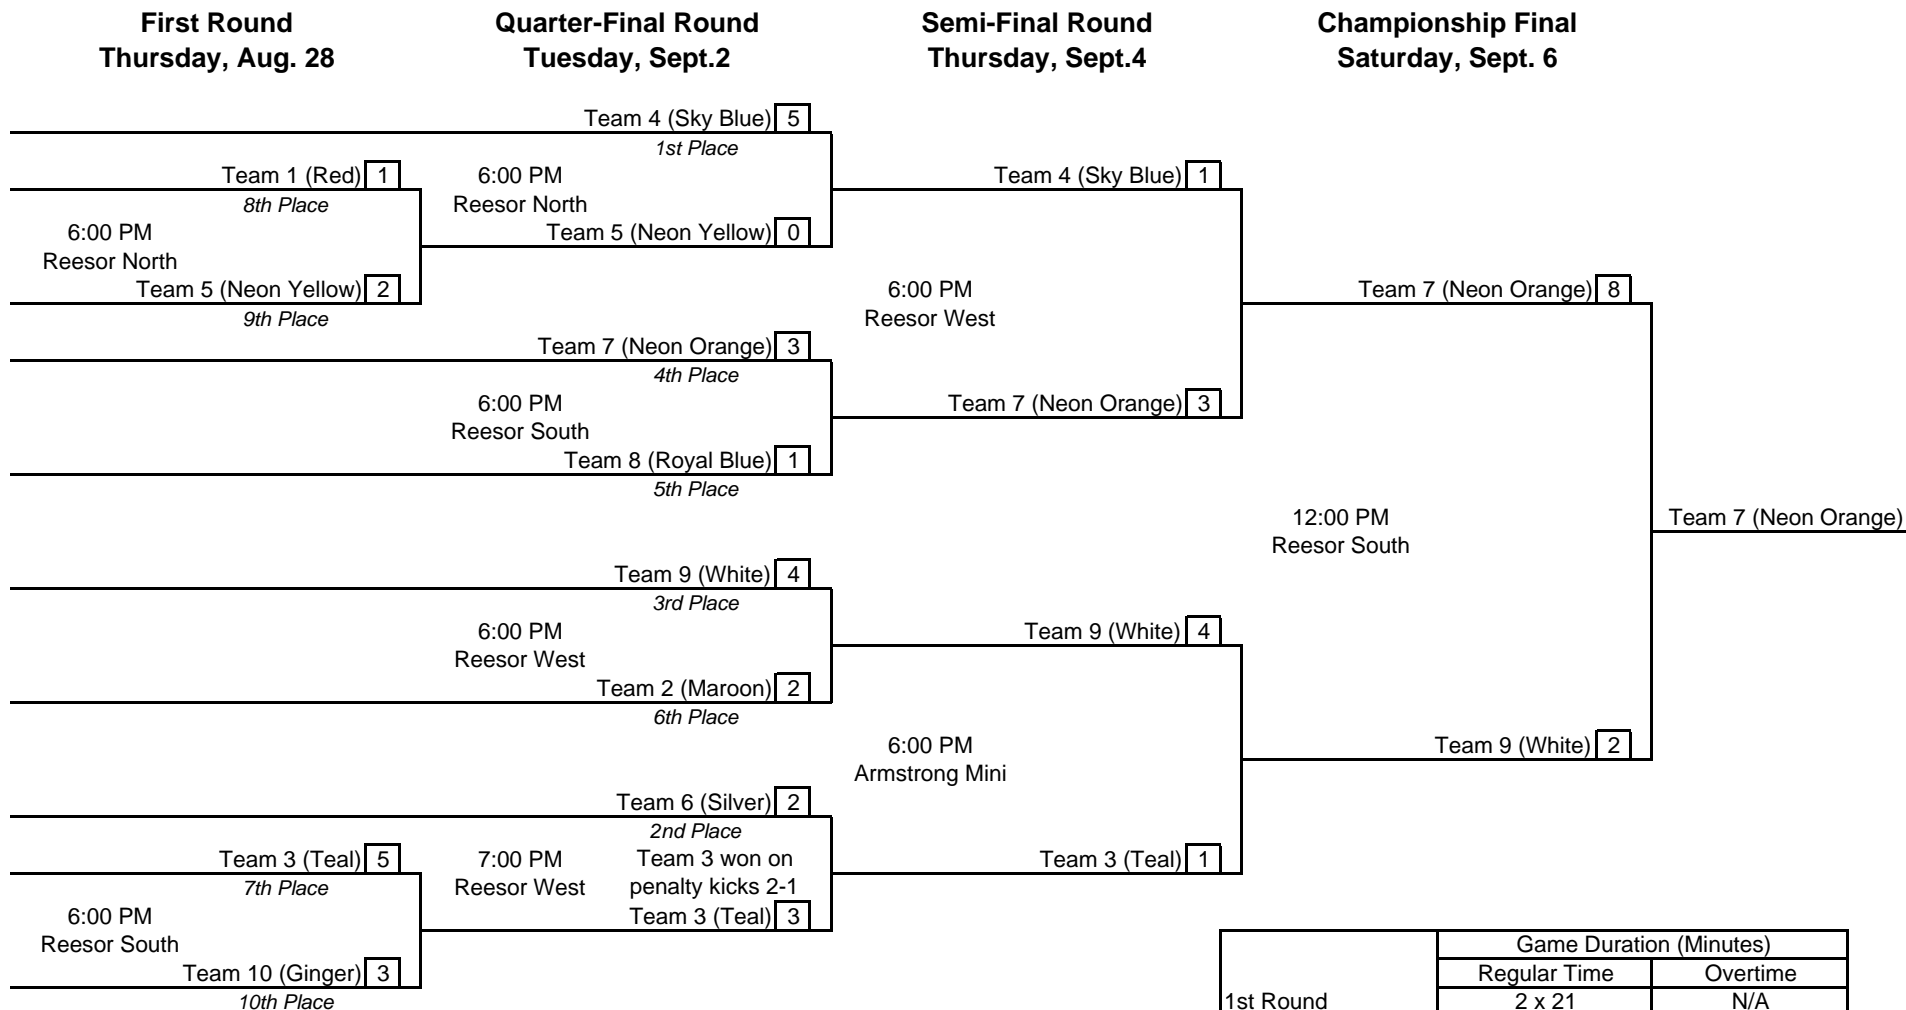 First Round
Thursday, Aug. 28
Quarter-Final Round
Tuesday, Sept.2
Semi-Final Round
Thursday, Sept.4
Championship Final
Saturday, Sept. 6
Team 4 (Sky Blue) 5
1st Place
Team 1 (Red) 1
8th Place
6:00 PM
Reesor North
6:00 PM
Reesor North
Team 5 (Neon Yellow) 2
9th Place
Team 5 (Neon Yellow) 0
Team 4 (Sky Blue) 1
6:00 PM
Reesor West
Team 7 (Neon Orange) 8
Team 7 (Neon Orange) 3
4th Place
6:00 PM
Reesor South
Team 7 (Neon Orange) 3
Team 8 (Royal Blue) 1
5th Place
12:00 PM
Reesor South
Team 7 (Neon Orange)
Team 9 (White) 4
3rd Place
6:00 PM
Reesor West
Team 9 (White) 4
Team 2 (Maroon) 2
6th Place
6:00 PM
Armstrong Mini
Team 9 (White) 2
Team 6 (Silver) 2
2nd Place
Team 3 (Teal) 5
7th Place
7:00 PM
Reesor West
Team 3 won on
penalty kicks 2-1
Team 3 (Teal) 3
Team 3 (Teal) 1
6:00 PM
Reesor South
Team 10 (Ginger) 3
10th Place
Game Duration (Minutes)
Regular Time Overtime
1st Round 2 x 21 N/A